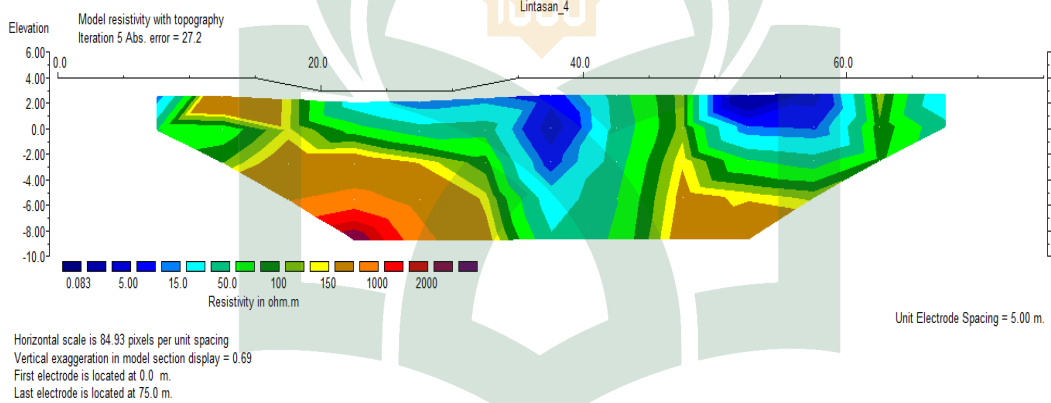 Lintasan_4
Model resistivity with topography
Elevation
Iteration 5 Abs. error = 27.2
6.00
0.0 20.0 40.0 60.0
4.00
2.00
0.0
-2.00
-4.00
-6.00
-8.00
-10.0
0.083 5.00 15.0 50.0 100 150 1000 2000
Resistivity in ohm.m
Unit Electrode Spacing = 5.00 m.
Horizontal scale is 84.93 pixels per unit spacing
Vertical exaggeration in model section display = 0.69
First electrode is located at 0.0 m.
Last electrode is located at 75.0 m.